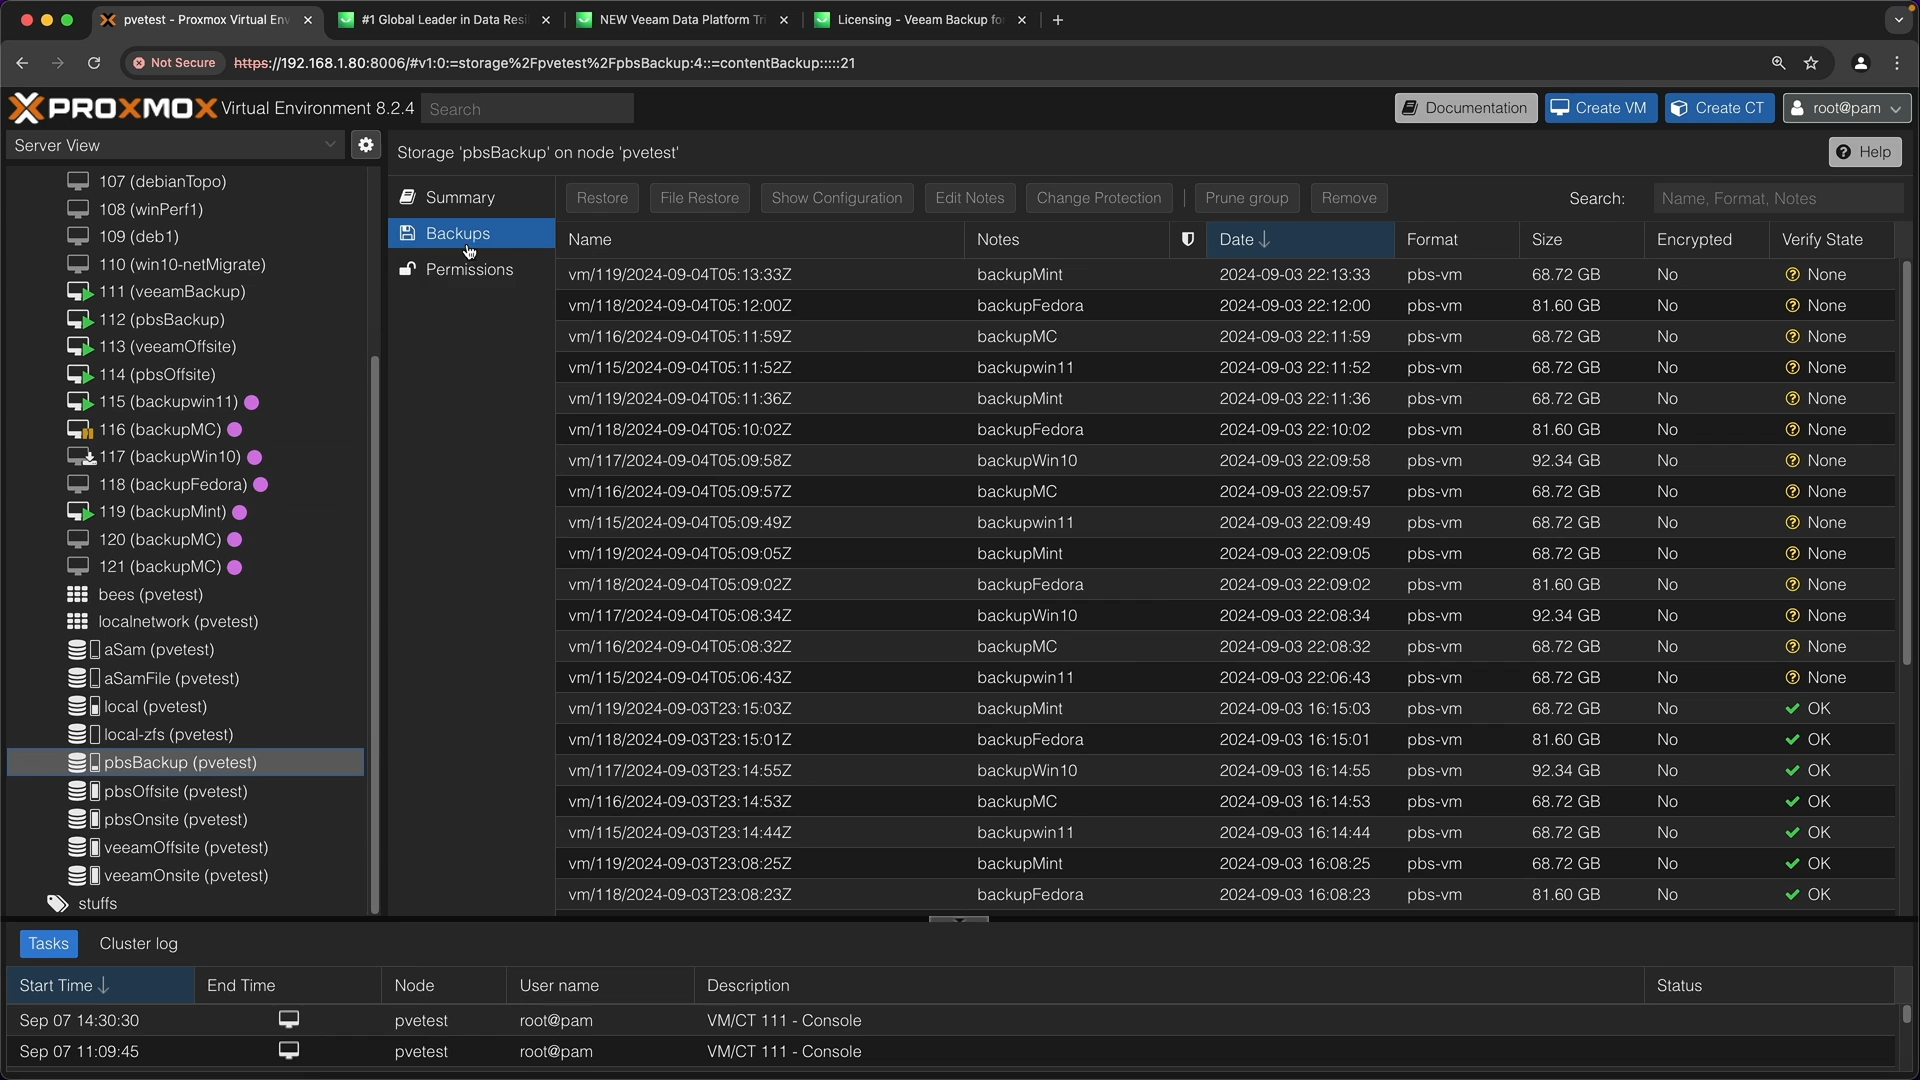 pvetest - Proxmox Virtual Env
#1 Global Leader in Data Resi
NEW Veeam Data Platform Tri
Licensing - Veeam Backup fo
Not Secure https://192.168.1.80:8006/#v1:0:=storage%2Fpvetest%2FpbsBackup:4::=contentBackup:::::21
PROXMOX Virtual Environment 8.2.4 Search Documentation Create VM Create CT root@pam
Server View
Storage 'pbsBackup' on node 'pvetest' Help
107 (debianTopo)
108 (winPerf1)
109 (deb1)
110 (win10-netMigrate)
111 (veeamBackup)
112 (pbsBackup)
113 (veeamOffsite)
114 (pbsOffsite)
115 (backupwin11)
116 (backupMC)
117 (backupWin10)
118 (backupFedora)
119 (backupMint)
120 (backupMC)
121 (backupMC)
bees (pvetest)
localnetwork (pvetest)
aSam (pvetest)
aSamFile (pvetest)
local (pvetest)
local-zfs (pvetest)
pbsBackup (pvetest)
pbsOffsite (pvetest)
pbsOnsite (pvetest)
veeamOffsite (pvetest)
veeamOnsite (pvetest)
stuffs
Summary
Backups
Permissions
Restore File Restore Show Configuration Edit Notes Change Protection Prune group Remove Search: Name, Format, Notes
Name Notes Date Format Size Encrypted Verify State
vm/119/2024-09-04T05:13:33Z backupMint 2024-09-03 22:13:33 pbs-vm 68.72 GB No None
vm/118/2024-09-04T05:12:00Z backupFedora 2024-09-03 22:12:00 pbs-vm 81.60 GB No None
vm/116/2024-09-04T05:11:59Z backupMC 2024-09-03 22:11:59 pbs-vm 68.72 GB No None
vm/115/2024-09-04T05:11:52Z backupwin11 2024-09-03 22:11:52 pbs-vm 68.72 GB No None
vm/119/2024-09-04T05:11:36Z backupMint 2024-09-03 22:11:36 pbs-vm 68.72 GB No None
vm/118/2024-09-04T05:10:02Z backupFedora 2024-09-03 22:10:02 pbs-vm 81.60 GB No None
vm/117/2024-09-04T05:09:58Z backupWin10 2024-09-03 22:09:58 pbs-vm 92.34 GB No None
vm/116/2024-09-04T05:09:57Z backupMC 2024-09-03 22:09:57 pbs-vm 68.72 GB No None
vm/115/2024-09-04T05:09:49Z backupwin11 2024-09-03 22:09:49 pbs-vm 68.72 GB No None
vm/119/2024-09-04T05:09:05Z backupMint 2024-09-03 22:09:05 pbs-vm 68.72 GB No None
vm/118/2024-09-04T05:09:02Z backupFedora 2024-09-03 22:09:02 pbs-vm 81.60 GB No None
vm/117/2024-09-04T05:08:34Z backupWin10 2024-09-03 22:08:34 pbs-vm 92.34 GB No None
vm/116/2024-09-04T05:08:32Z backupMC 2024-09-03 22:08:32 pbs-vm 68.72 GB No None
vm/115/2024-09-04T05:06:43Z backupwin11 2024-09-03 22:06:43 pbs-vm 68.72 GB No None
vm/119/2024-09-03T23:15:03Z backupMint 2024-09-03 16:15:03 pbs-vm 68.72 GB No OK
vm/118/2024-09-03T23:15:01Z backupFedora 2024-09-03 16:15:01 pbs-vm 81.60 GB No OK
vm/117/2024-09-03T23:14:55Z backupWin10 2024-09-03 16:14:55 pbs-vm 92.34 GB No OK
vm/116/2024-09-03T23:14:53Z backupMC 2024-09-03 16:14:53 pbs-vm 68.72 GB No OK
vm/115/2024-09-03T23:14:44Z backupwin11 2024-09-03 16:14:44 pbs-vm 68.72 GB No OK
vm/119/2024-09-03T23:08:25Z backupMint 2024-09-03 16:08:25 pbs-vm 68.72 GB No OK
vm/118/2024-09-03T23:08:23Z backupFedora 2024-09-03 16:08:23 pbs-vm 81.60 GB No OK
Tasks Cluster log
Start Time End Time Node User name Description Status
Sep 07 14:30:30 pvetest root@pam VM/CT 111 - Console
Sep 07 11:09:45 pvetest root@pam VM/CT 111 - Console